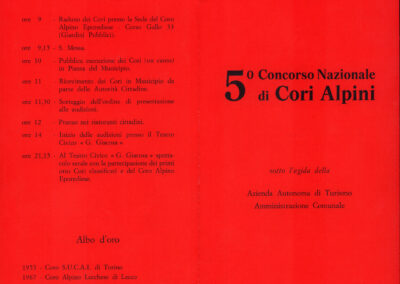 ore 9 - Raduno dei Cori presso la Sede del Coro
Alpino Eporediese - Corso Gallo 33
(Giardini Pubblici).
ore 9,15 - S. Messa.
ore 10 - Pubblica esecuzione dei Cori (un canto)
in Piazza del Municipio.
ore 11 - Ricevimento dei Cori in Municipio da
parte delle Autorità Cittadine.
ore 11,30 - Sorteggio dell'ordine di presentazione
alle audizioni.
ore 12 - Pranzo nei ristoranti cittadini.
ore 14 - Inizio delle audizioni presso il Teatro
Civico « G. Giacosa »
ore 21,15 - Al Teatro Civico « G. Giacosa » spetta-
colo serale con la partecipazione dei primi
otto Cori classificati e del Coro Alpino
Eporediese.
Albo d'oro
- Coro S.U.C.A.I. di Torino
1967 - Coro Alpino Lecchese di Lecco
5° Concorso Nazionale
di Cori Alpini
sotto l'egida della
Azienda Autonoma di Turismo
Amministrazione Comunale